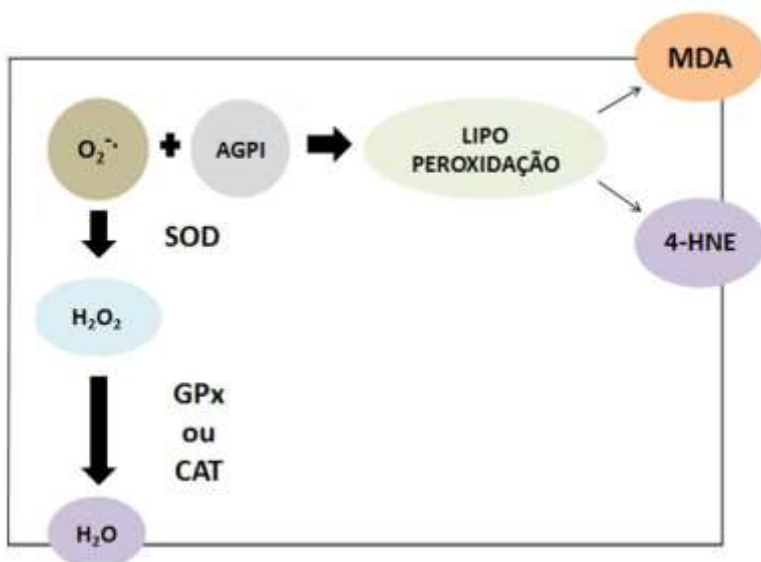 MDA
O₂⁻·
+
AGPI
LIPO
PEROXIDAÇÃO
4-HNE
SOD
H₂O₂
GPx
ou
CAT
H₂O